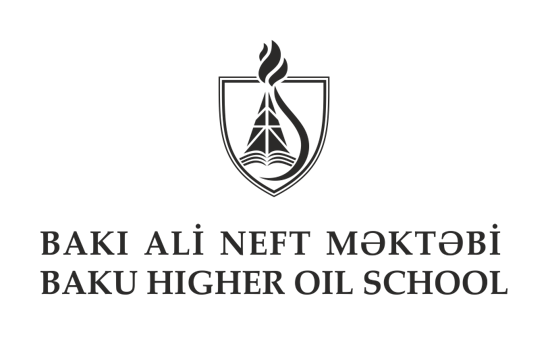 BAKI ALİ NEFT MƏKTƏBİ
BAKU HIGHER OIL SCHOOL